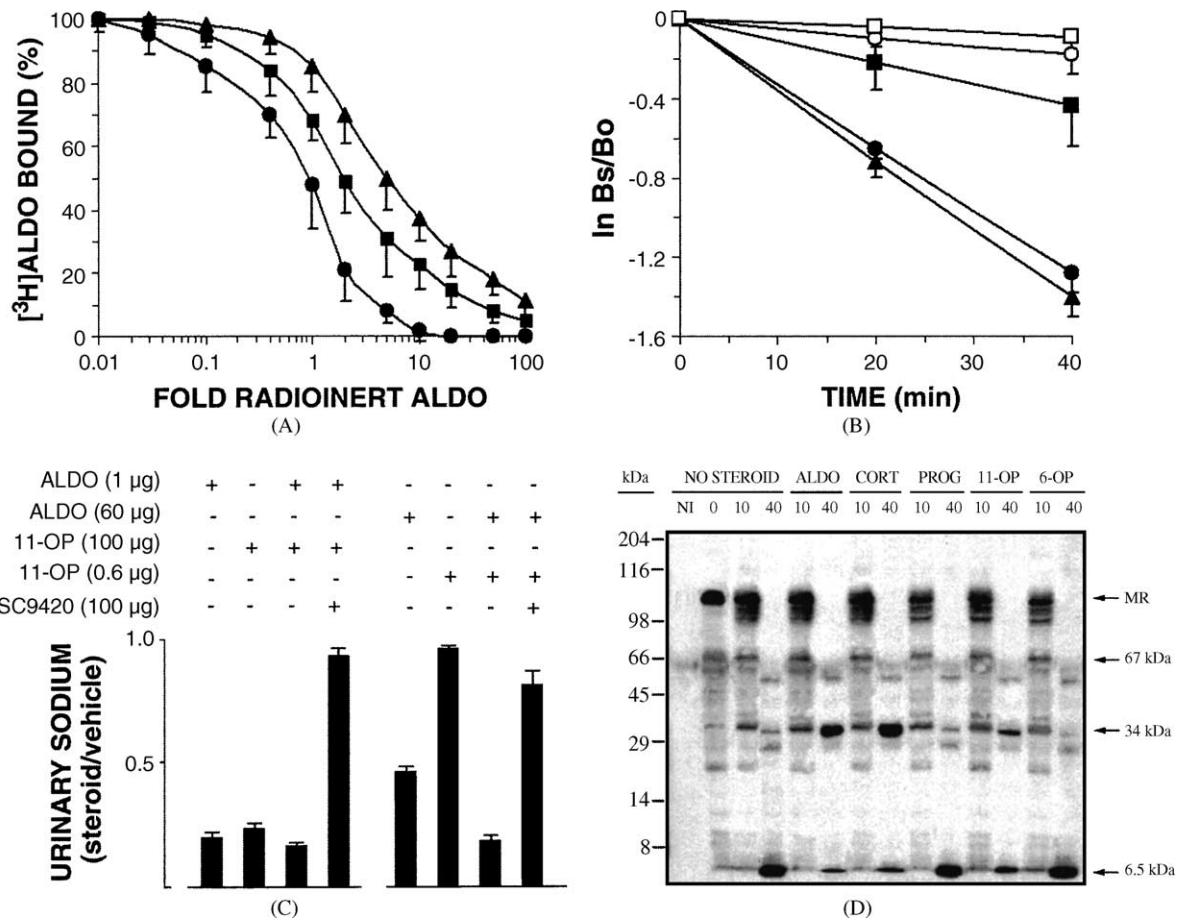 100
80
60
40
20
0
[³H]ALDO BOUND (%)
0.01
0.1
1
10
100
FOLD RADIOINERT ALDO
(A)
-0
-0.4
-0.8
-1.2
-1.6
ln Bs/Bo
0
10
20
30
40
TIME (min)
(B)
ALDO (1 µg) + - + + - - - -
ALDO (60 µg) - - - - + - + +
11-OP (100 µg) - + + + - - - -
11-OP (0.6 µg) - - - - - + + +
SC9420 (100 µg) - - - + - - - +
1.0
0.5
URINARY SODIUM
(steroid/vehicle)
(C)
kDa NO STEROID ALDO CORT PROG 11-OP 6-OP
NI 0 10 40 10 40 10 40 10 40 10 40 10 40
204
116
98
66
45
29
14
8
MR
67 kDa
34 kDa
6.5 kDa
(D)